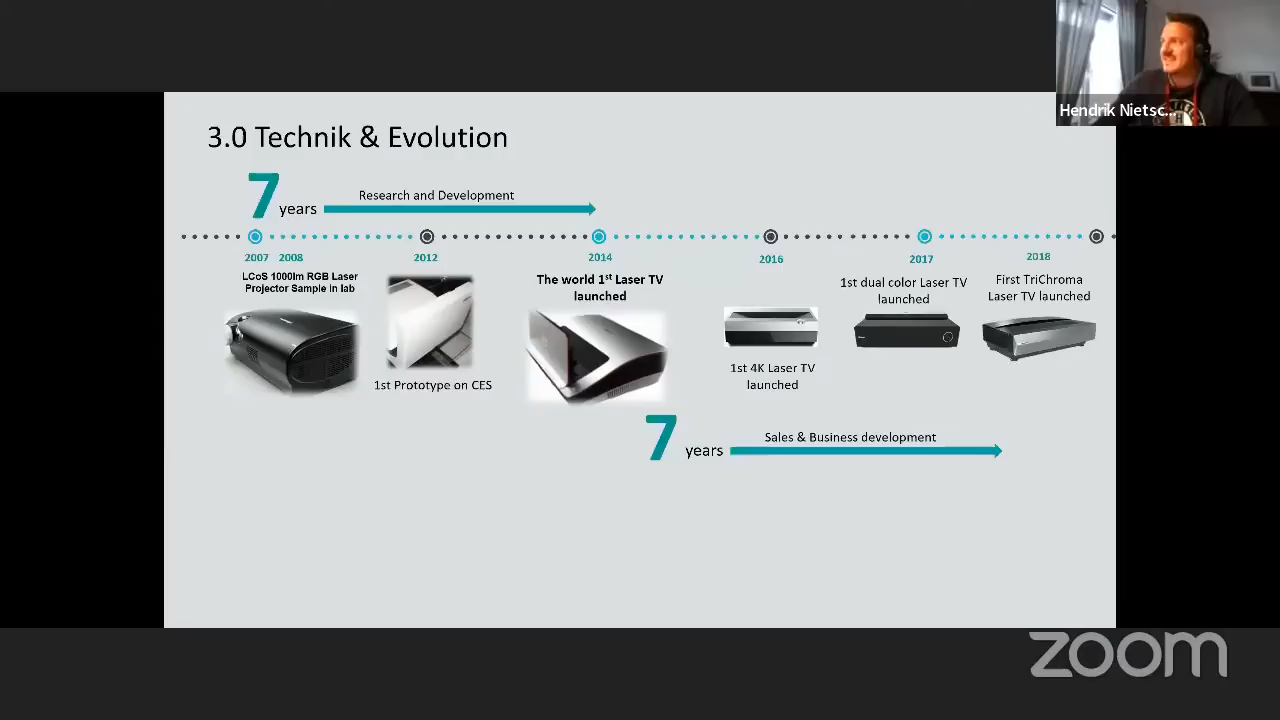 Hendrik Nietsc...
3.0 Technik & Evolution
7 years
Research and Development
2007 2008
2012
2014
2016
2017
2018
LCoS 1000lm RGB Laser
Projector Sample in lab
1st Prototype on CES
The world 1st Laser TV
launched
1st 4K Laser TV
launched
1st dual color Laser TV
launched
First TriChroma
Laser TV launched
7 years
Sales & Business development
zoom